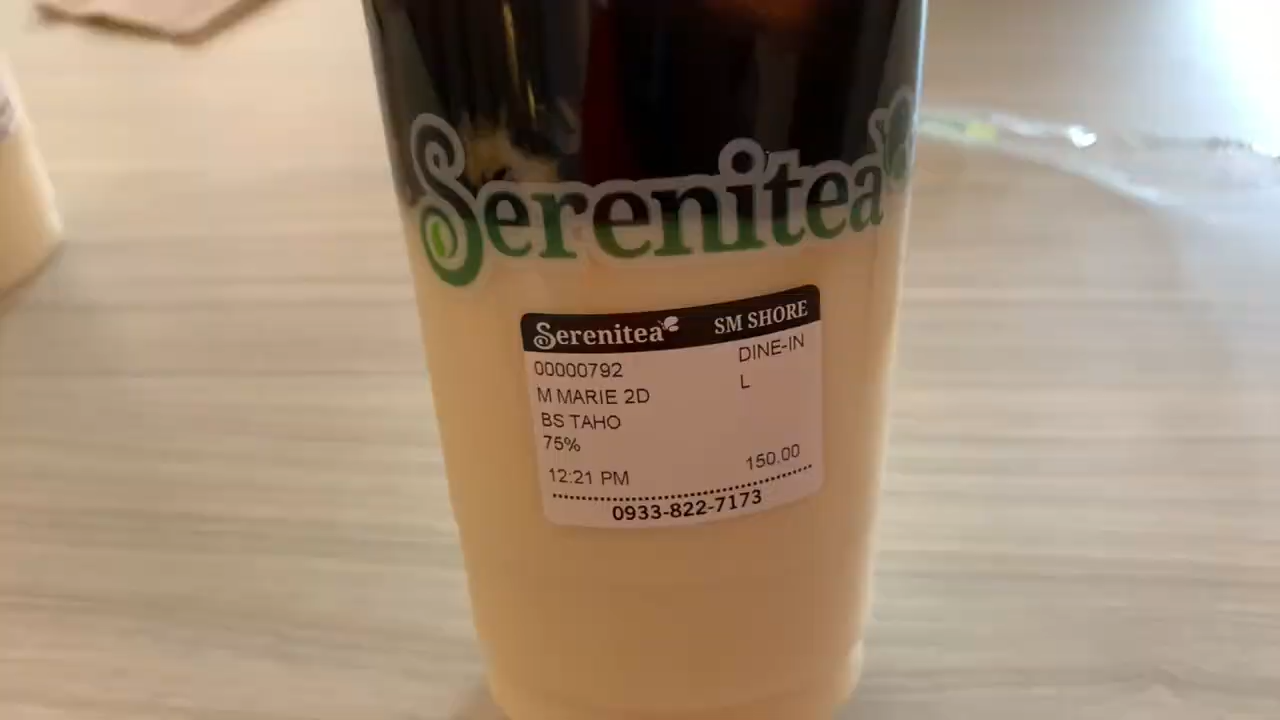 Serenitea
Serenitea SM SHORE
00000792 DINE-IN
M MARIE 2D L
BS TAHO
75%
12:21 PM 150.00
0933-822-7173